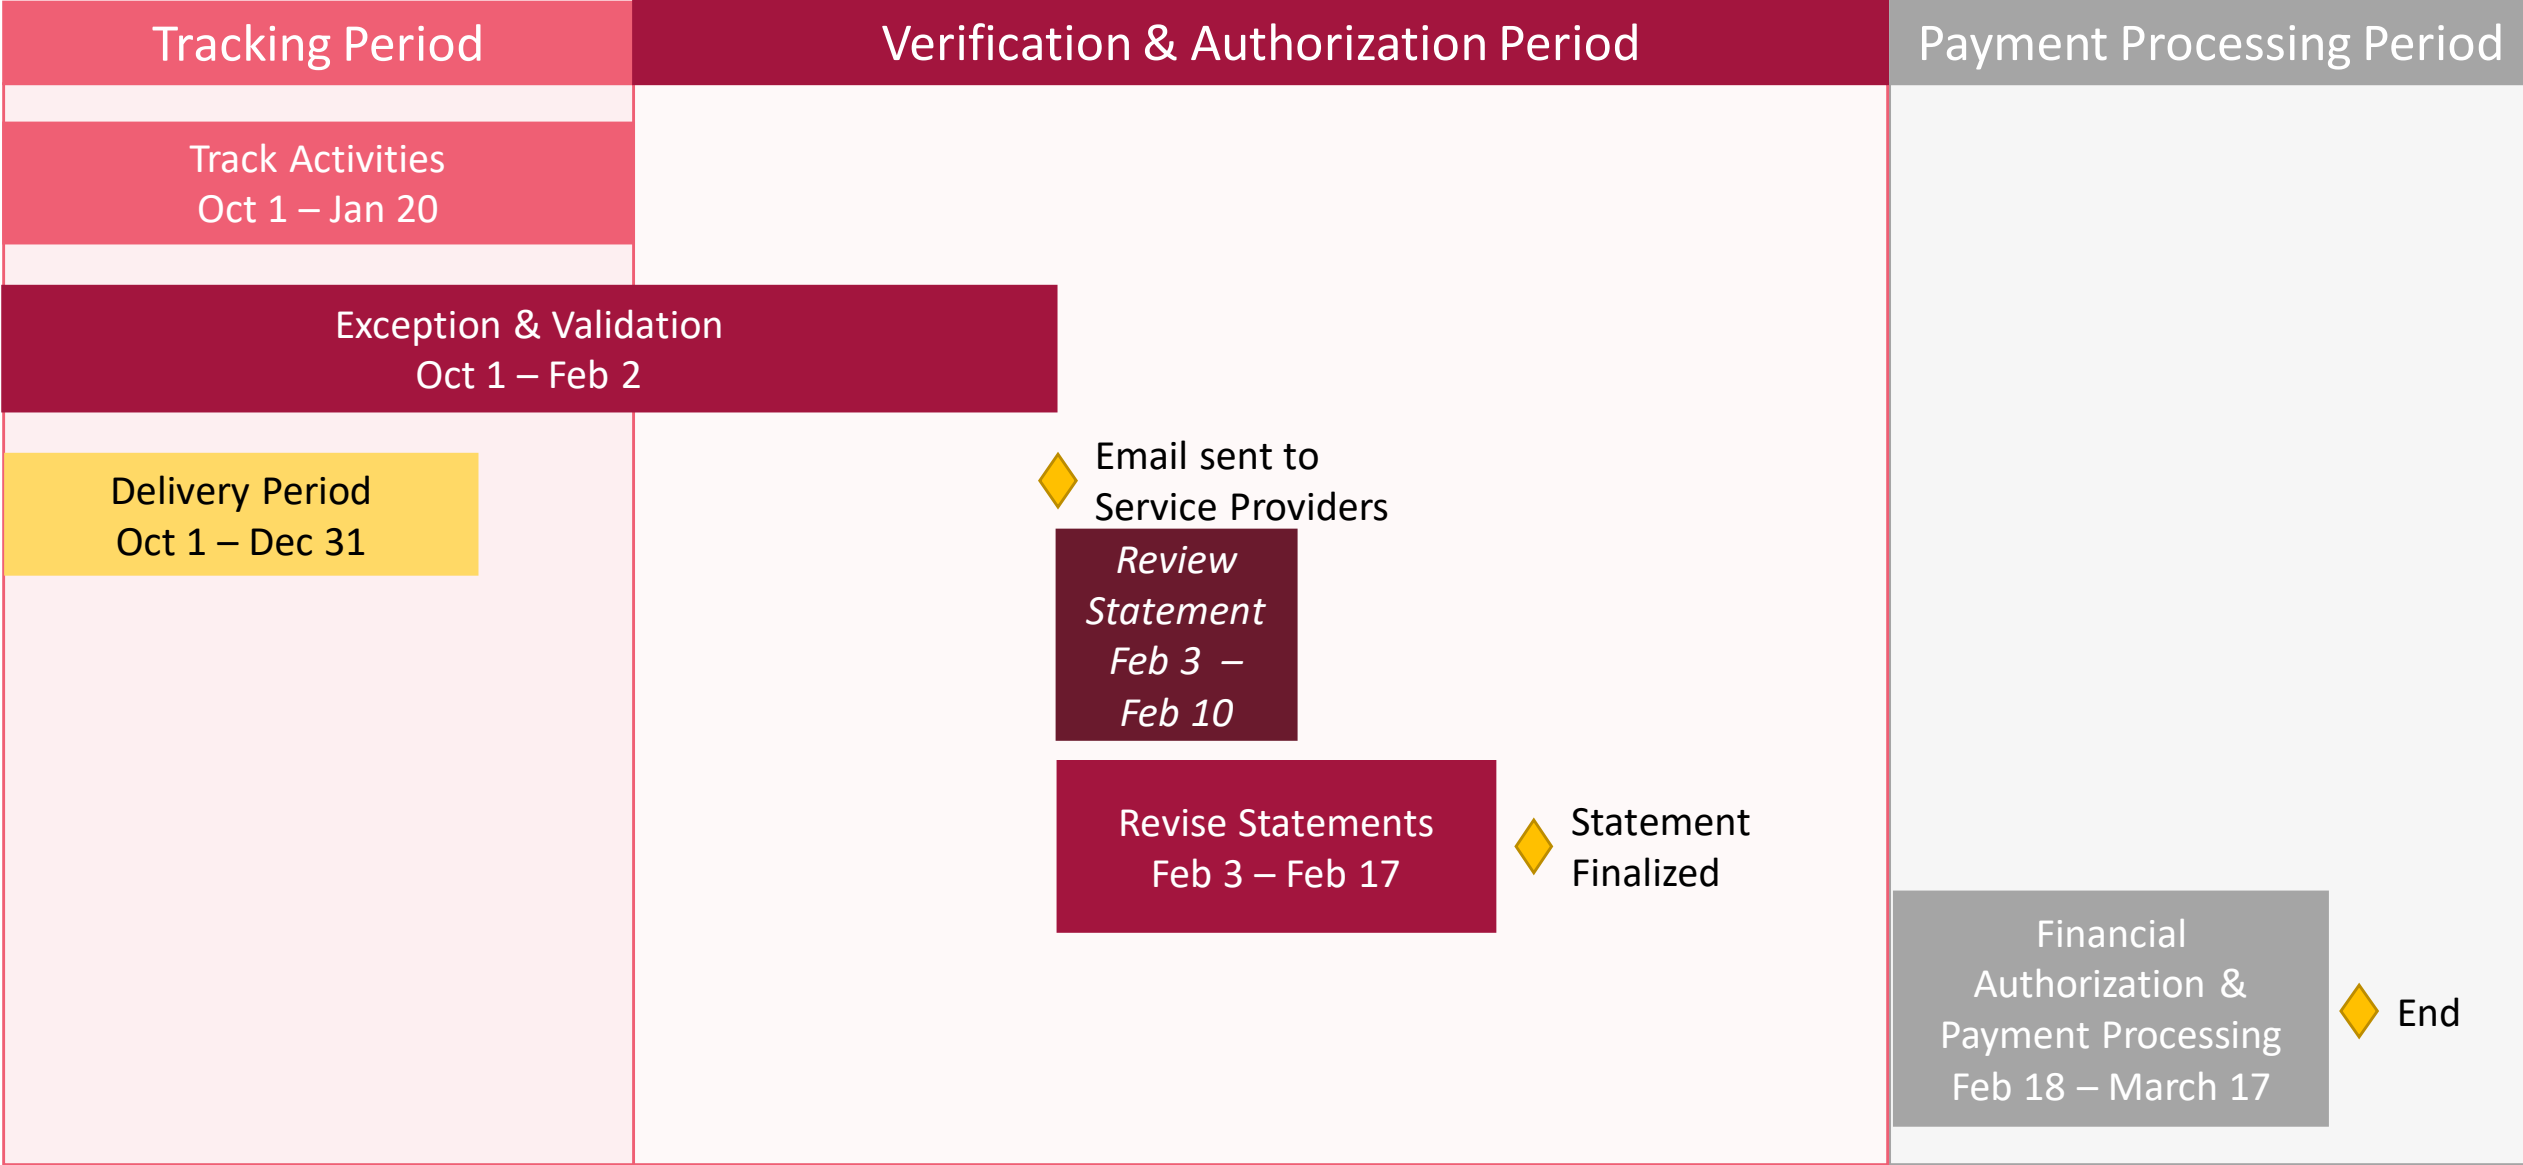 Tracking Period
Verification & Authorization Period
Payment Processing Period
Track Activities
Oct 1 – Jan 20
Exception & Validation
Oct 1 – Feb 2
Delivery Period
Oct 1 – Dec 31
Email sent to
Service Providers
Review
Statement
Feb 3 –
Feb 10
Revise Statements
Feb 3 – Feb 17
Statement
Finalized
Financial
Authorization &
Payment Processing
Feb 18 – March 17
End